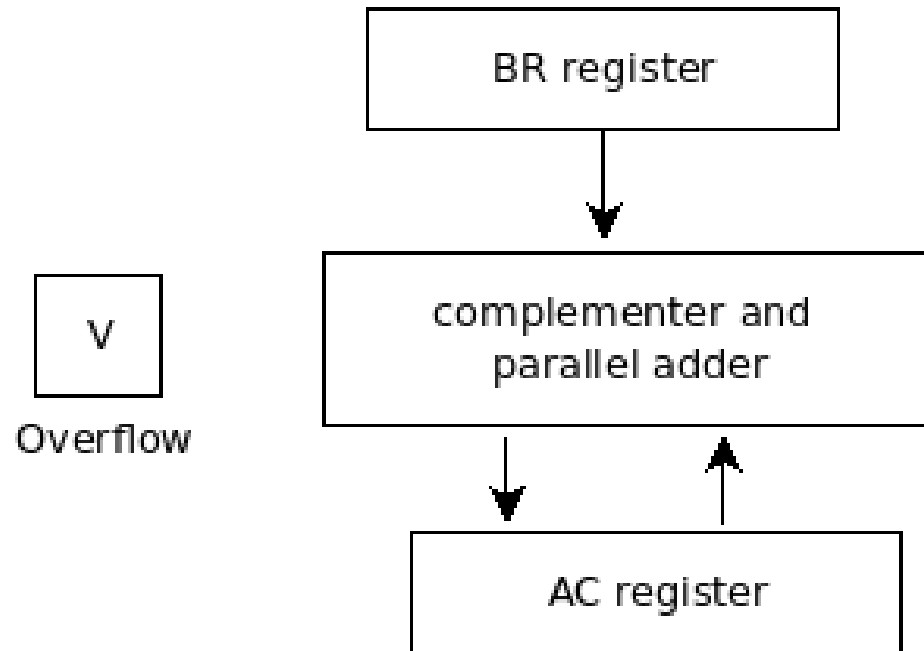 BR register
complementer and
parallel adder
V
Overflow
AC register